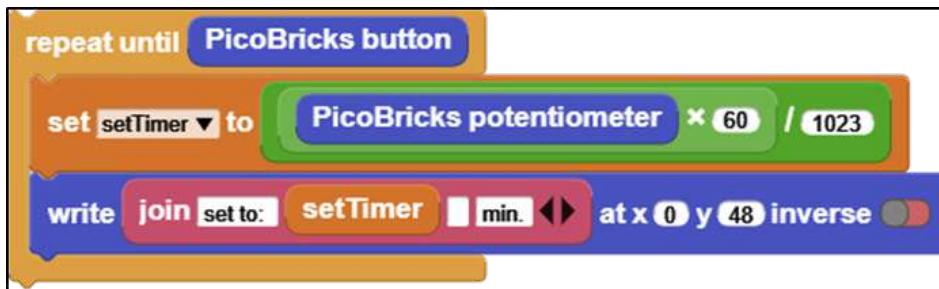 repeat until PicoBricks button
set setTimer ▼ to PicoBricks potentiometer × 60 / 1023
write join set to: setTimer min. at x 0 y 48 inverse